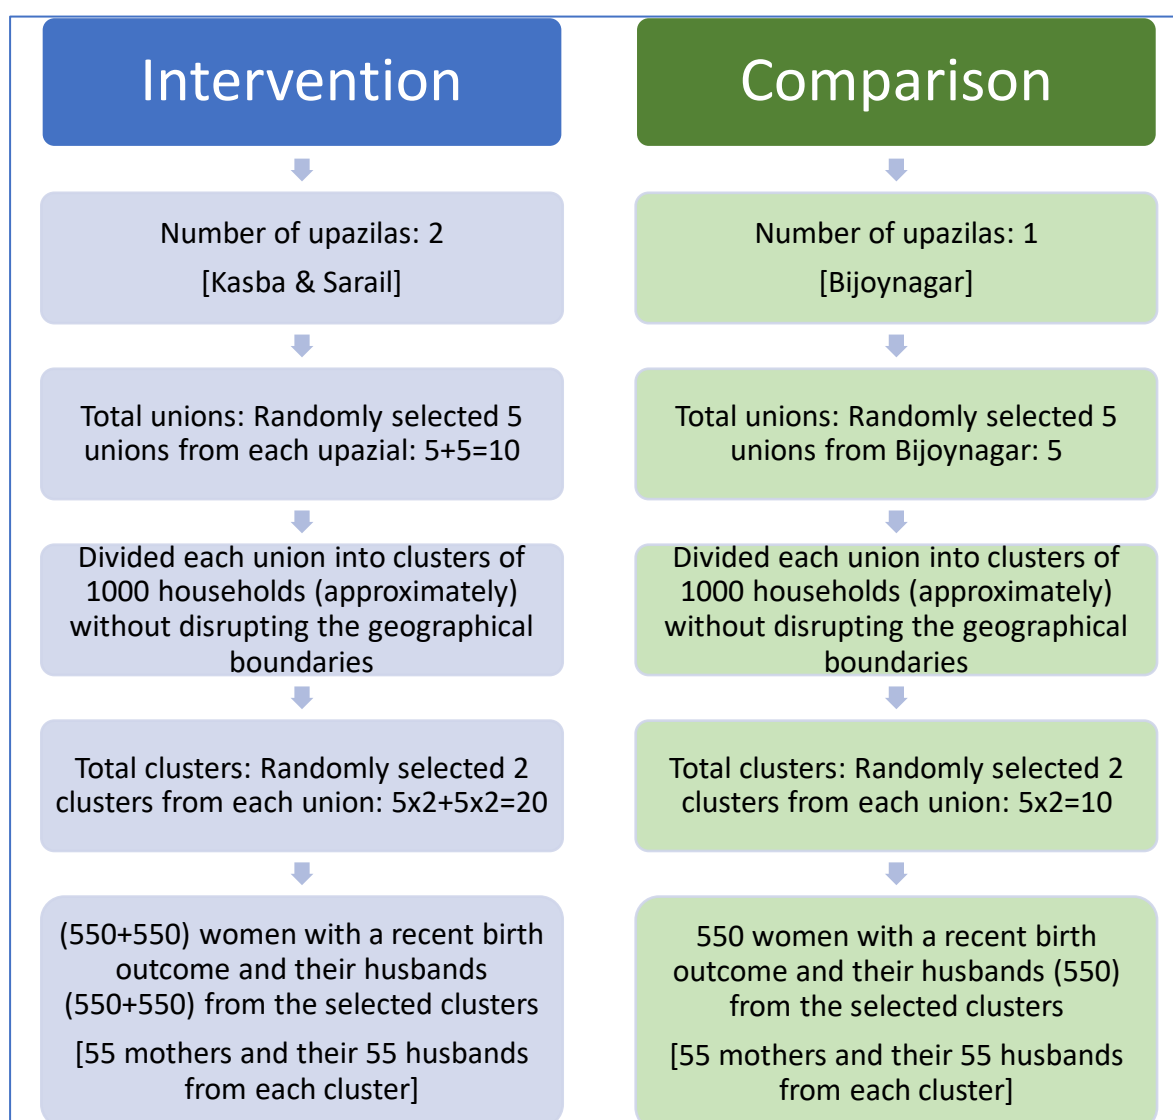 Intervention
Number of upazilas: 2
[Kasba & Sarail]
Total unions: Randomly selected 5
unions from each upazial: 5+5=10
Divided each union into clusters of
1000 households (approximately)
without disrupting the geographical
boundaries
Total clusters: Randomly selected 2
clusters from each union: 5x2+5x2=20
(550+550) women with a recent birth
outcome and their husbands
(550+550) from the selected clusters
[55 mothers and their 55 husbands
from each cluster]
Comparison
Number of upazilas: 1
[Bijoynagar]
Total unions: Randomly selected 5
unions from Bijoynagar: 5
Divided each union into clusters of
1000 households (approximately)
without disrupting the geographical
boundaries
Total clusters: Randomly selected 2
clusters from each union: 5x2=10
550 women with a recent birth
outcome and their husbands (550)
from the selected clusters
[55 mothers and their 55 husbands
from each cluster]